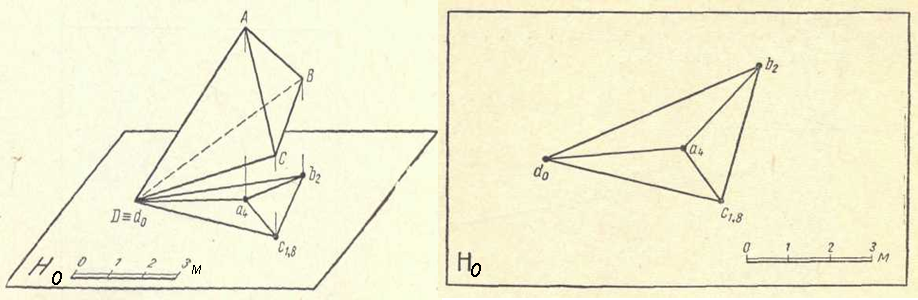 A
B
C
b₂
D≡d₀
a₄
c₁,₈
H₀
0 1 2 3 м
b₂
a₄
d₀
c₁,₈
H₀
0 1 2 3 м